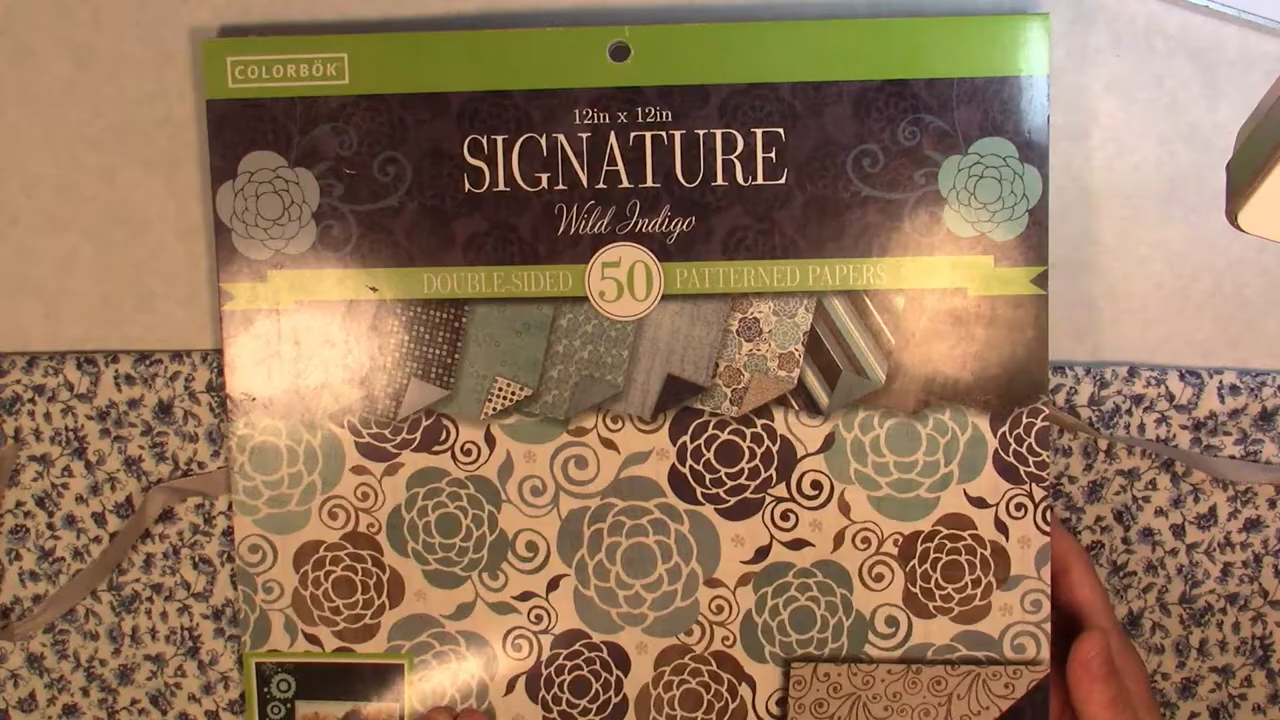 COLORBÖK
12in x 12in
SIGNATURE
Wild Indigo
DOUBLE-SIDED 50 PATTERNED PAPERS